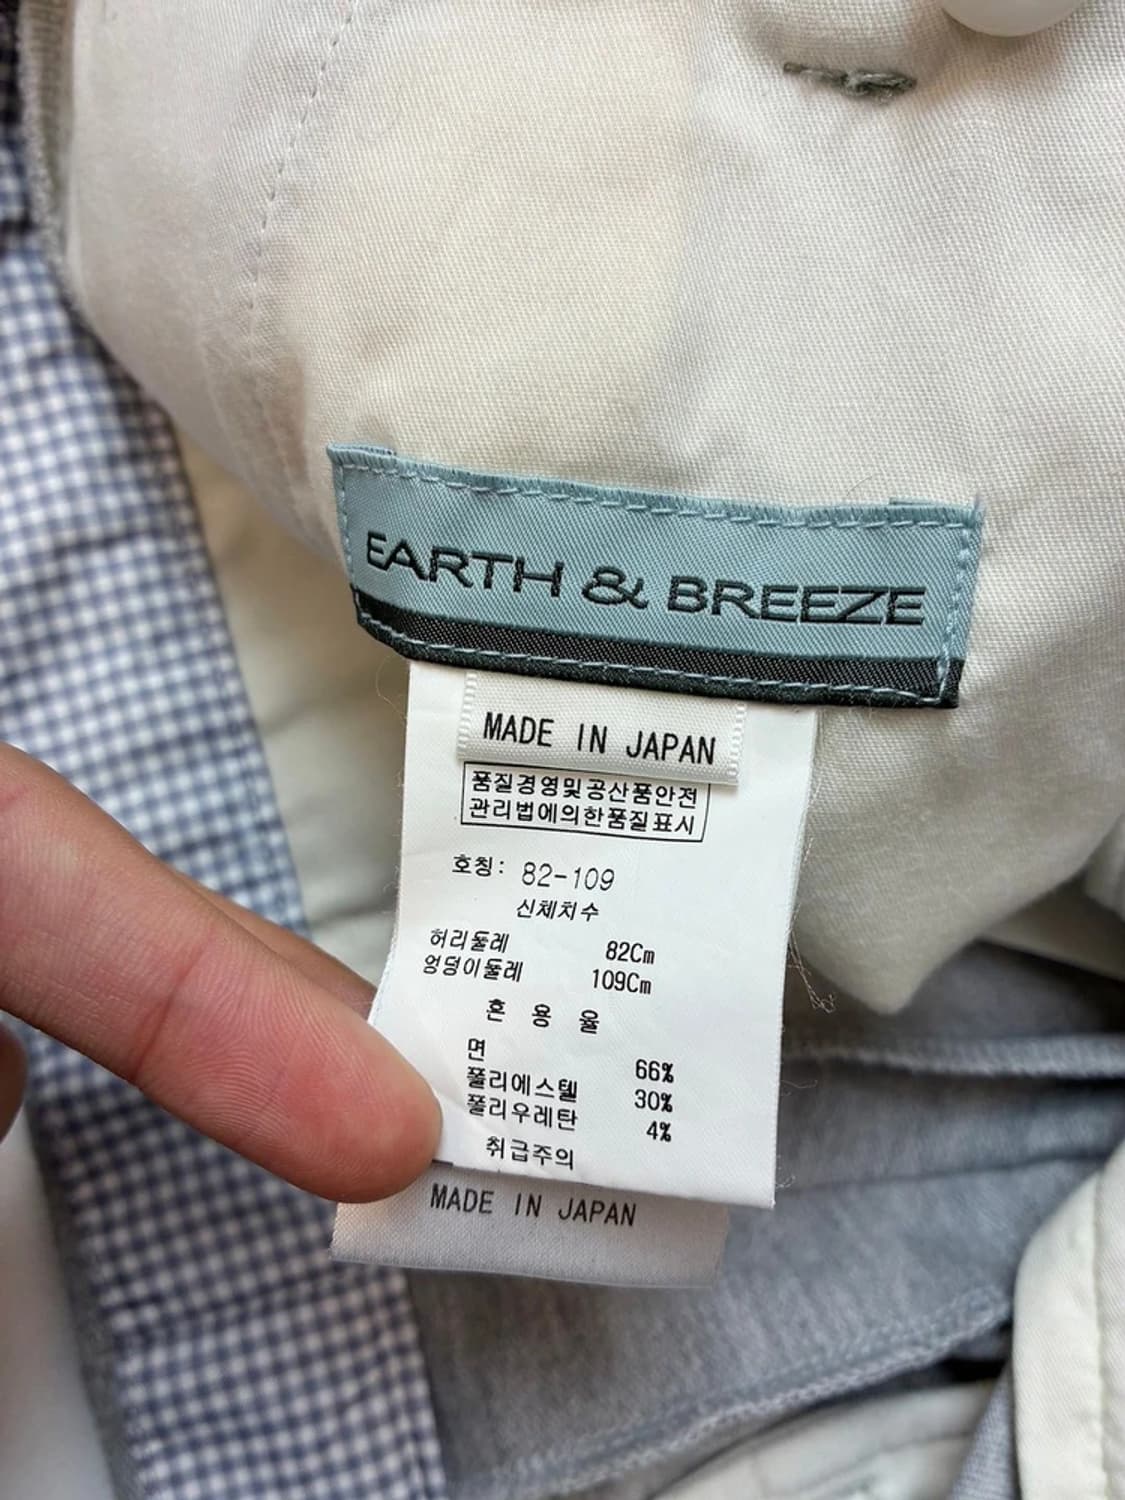 EARTH & BREEZE
MADE IN JAPAN
품질경영및공산품안전
관리법에의한품질표시
호칭: 82-109
신체치수
허리둘레 82Cm
엉덩이둘레 109Cm
혼 용 율
면 66%
폴리에스텔 30%
폴리우레탄 4%
취급주의
MADE IN JAPAN